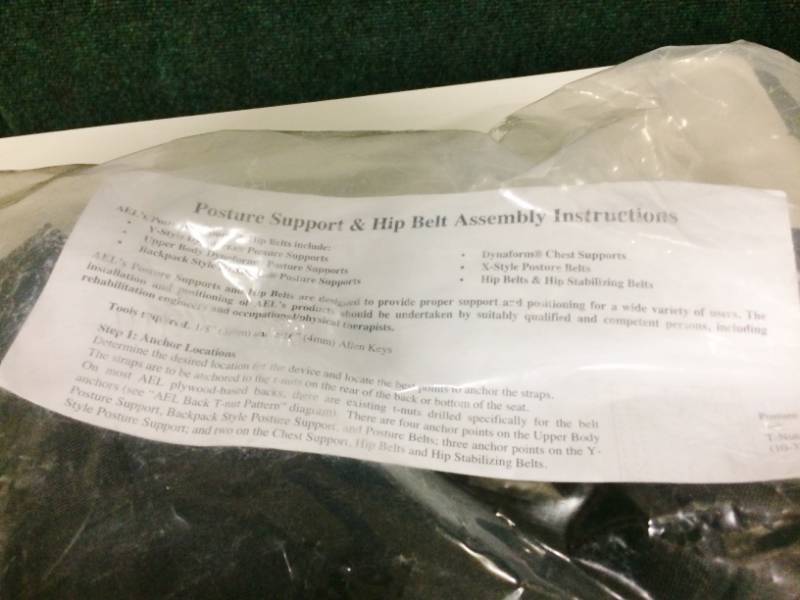 Posture Support & Hip Belt Assembly Instructions
AEL's Hip Belts include:
• Y-Style Posture Supports
• Upper Body Posture Supports
• Backpack Style Posture Supports
• Dynaform® Chest Supports
• X-Style Posture Belts
• Hip Belts & Hip Stabilizing Belts
AEL's Posture Supports and Hip Belts are designed to provide proper support and positioning for a wide variety of users. The
installation and positioning of AEL's products should be undertaken by suitably qualified and competent persons, including
rehabilitation engineers and occupational/physical therapists.
Tools required: 1/8" (4mm) Allen Keys
Step 1: Anchor Locations
Determine the desired location for the device and locate the best points to anchor the straps.
The straps are to be anchored to the t-nuts on the rear of the back or bottom of the seat.
On most AEL plywood-based backs, there are existing t-nuts drilled specifically for the belt
anchors (see "AEL Back T-nut Pattern" diagram). There are four anchor points on the Upper Body
Posture Support, Backpack Style Posture Support, and Posture Belts; three anchor points on the Y-
Style Posture Support; and two on the Chest Support, Hip Belts and Hip Stabilizing Belts.